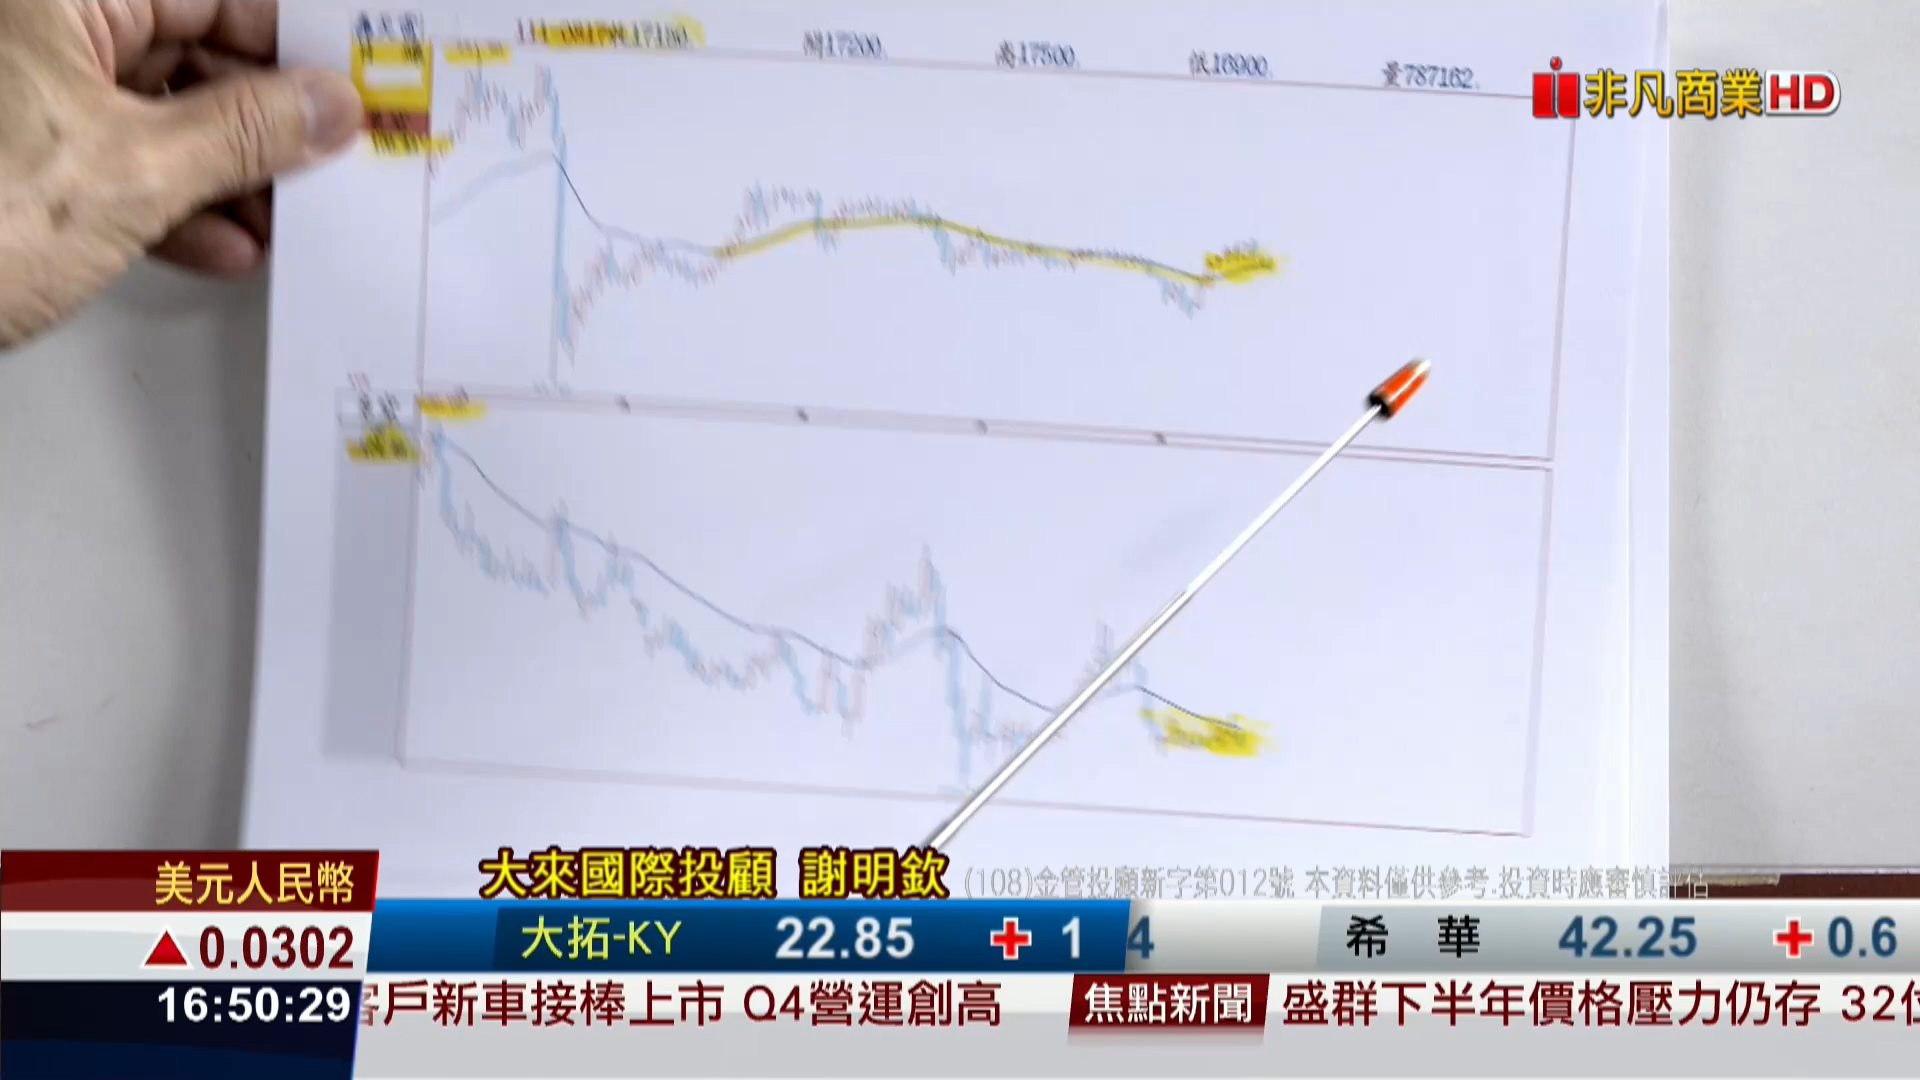 開17200.
高17500.
低16900.
量787162.
非凡商業HD
大來國際投顧 謝明欽
(108)金管投顧新字第012號 本資料僅供參考.投資時應審慎評估
美元人民幣
▲0.0302
16:50:29
大拓-KY 22.85 + 1 4 希華 42.25 + 0.6
客戶新車接棒上市 Q4營運創高 焦點新聞 盛群下半年價格壓力仍存 32位